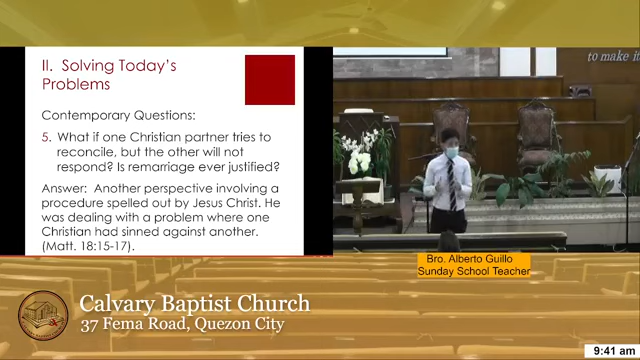 II. Solving Today's
Problems
Contemporary Questions:
5. What if one Christian partner tries to
reconcile, but the other will not
respond? Is remarriage ever justified?
Answer: Another perspective involving a
procedure spelled out by Jesus Christ. He
was dealing with a problem where one
Christian had sinned against another.
(Matt. 18:15-17).
to make it
Bro. Alberto Guillo
Sunday School Teacher
Calvary Baptist Church
37 Fema Road, Quezon City
9:41 am